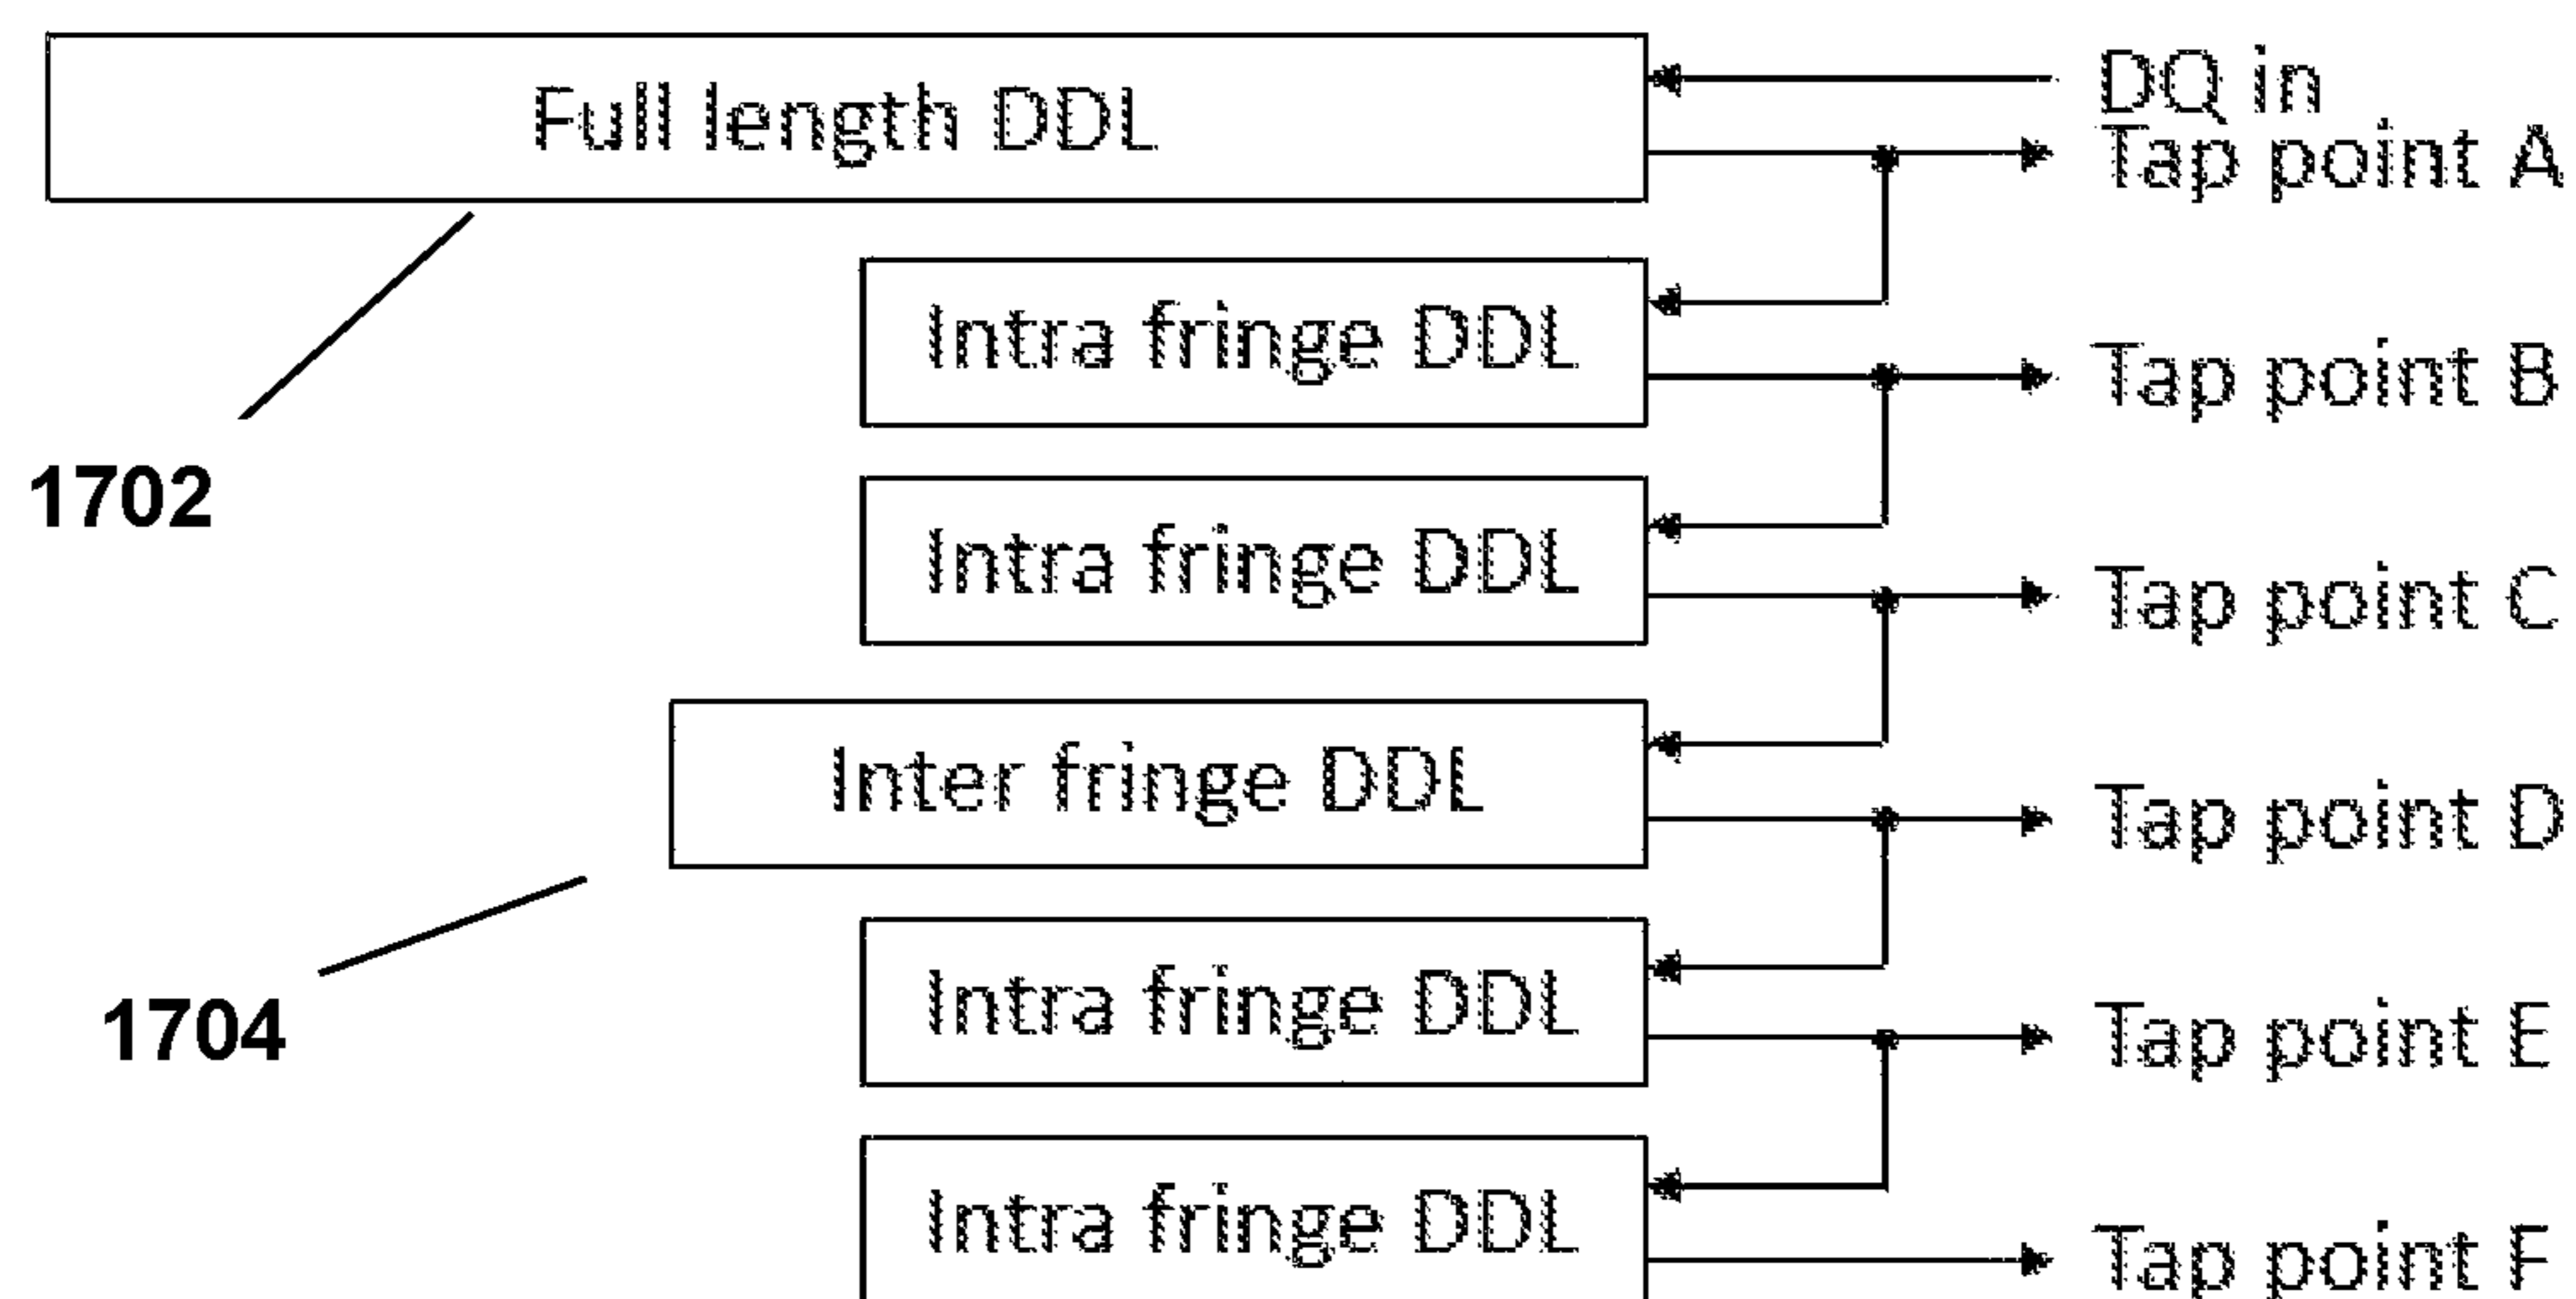 Full length DDL
DQ in
Tap point A
Intra fringe DDL
Tap point B
1702
Intra fringe DDL
Tap point C
Inter fringe DDL
Tap point D
1704
Intra fringe DDL
Tap point E
Intra fringe DDL
Tap point F